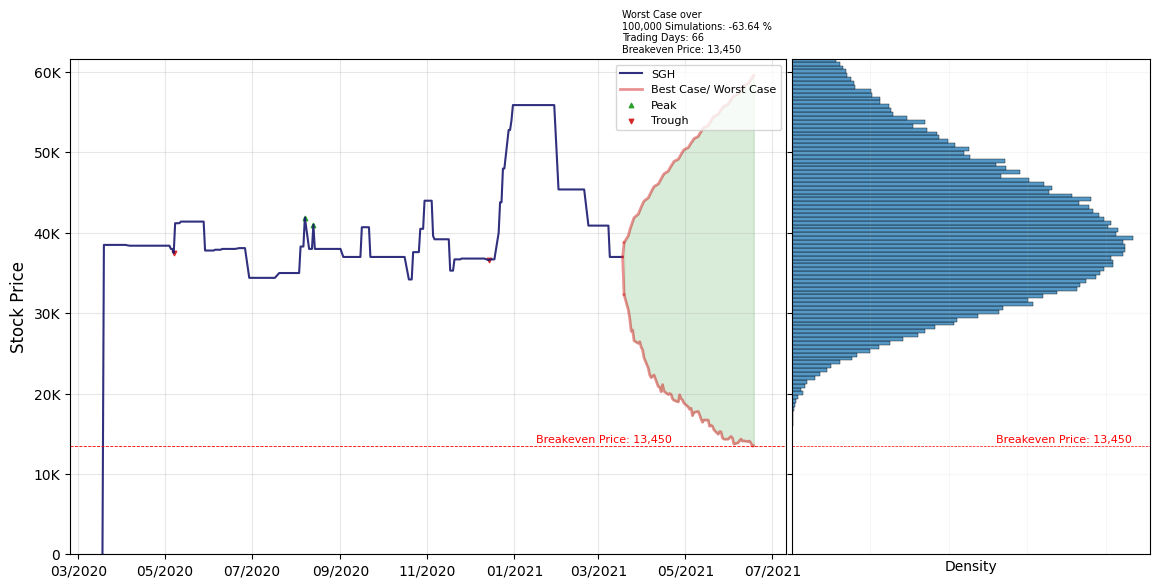 Worst Case over
100,000 Simulations: -63.64 %
Trading Days: 66
Breakeven Price: 13,450
SGH
Best Case/ Worst Case
Peak
Trough
Stock Price
60K
50K
40K
30K
20K
10K
0
Breakeven Price: 13,450
Breakeven Price: 13,450
03/2020
05/2020
07/2020
09/2020
11/2020
01/2021
03/2021
05/2021
07/2021
Density